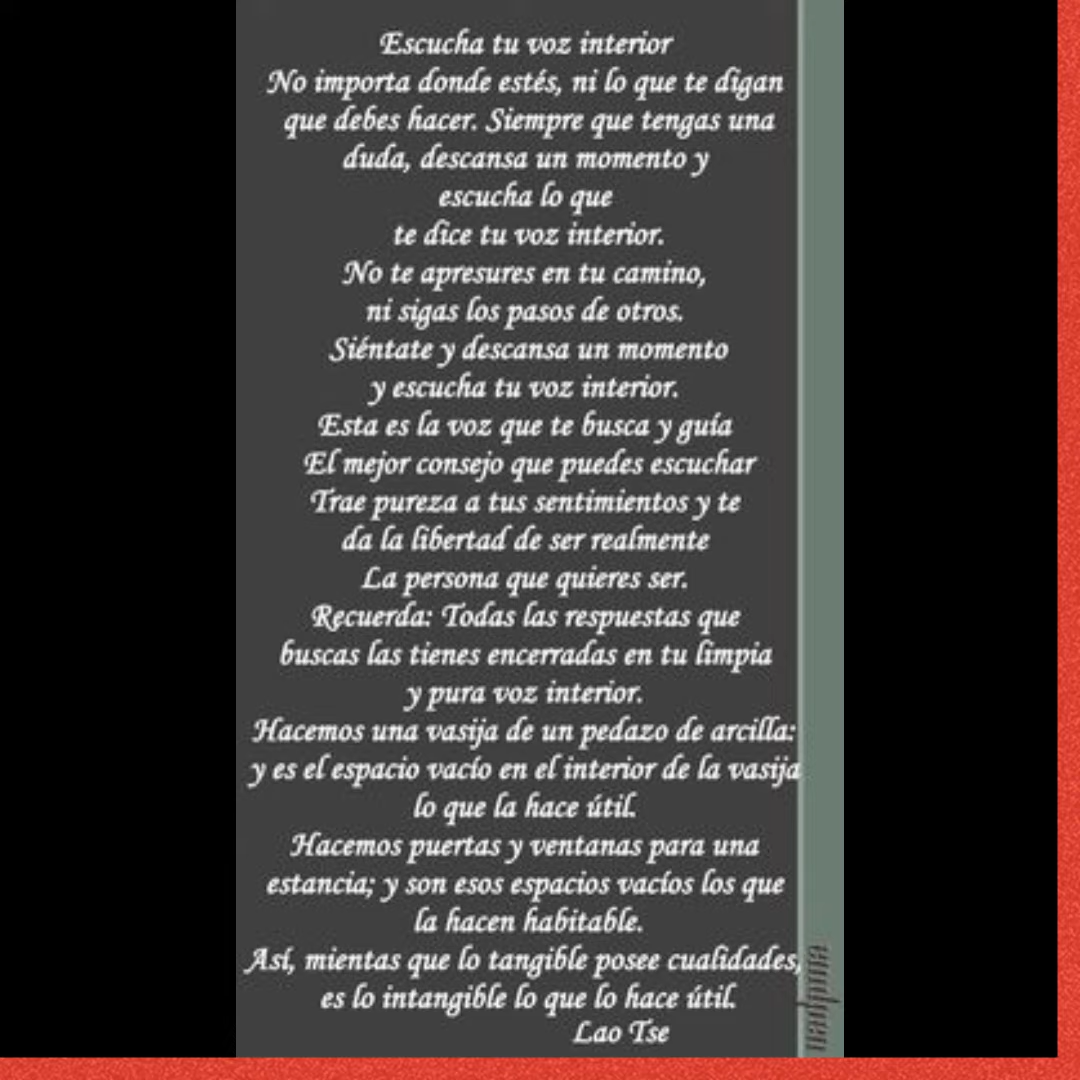 Escucha tu voz interior
No importa donde estés, ni lo que te digan
que debes hacer. Siempre que tengas una
duda, descansa un momento y
escucha lo que
te dice tu voz interior.
No te apresures en tu camino,
ni sigas los pasos de otros.
Siéntate y descansa un momento
y escucha tu voz interior.
Esta es la voz que te busca y guía
El mejor consejo que puedes escuchar
Trae pureza a tus sentimientos y te
da la libertad de ser realmente
La persona que quieres ser.
Recuerda: Todas las respuestas que
buscas las tienes encerradas en tu limpia
y pura voz interior.
Hacemos una vasija de un pedazo de arcilla:
y es el espacio vacío en el interior de la vasija
lo que la hace útil.
Hacemos puertas y ventanas para una
estancia; y son esos espacios vacíos los que
la hacen habitable.
Así, mientas que lo tangible posee cualidades,
es lo intangible lo que lo hace útil.
Lao Tse